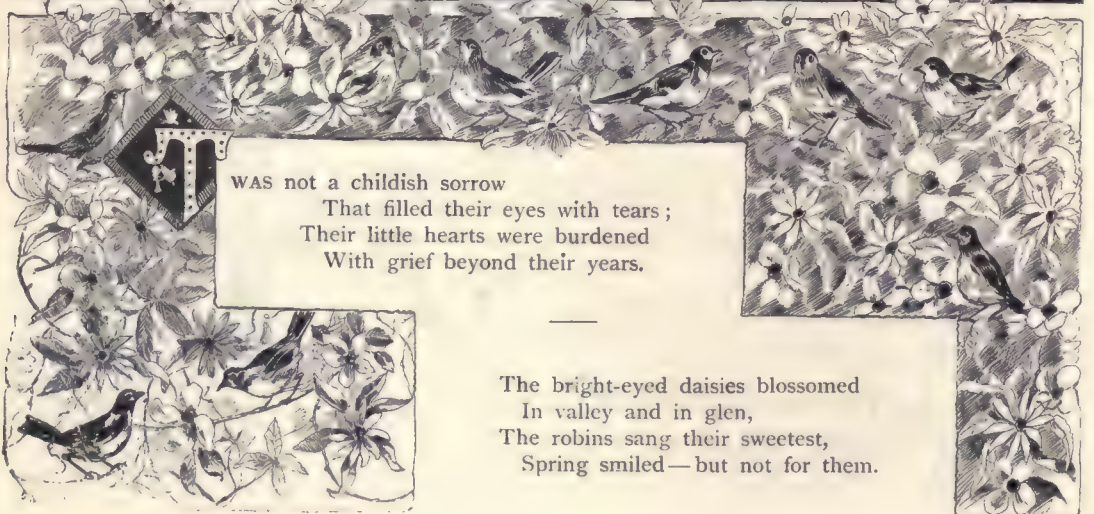 TWAS not a childish sorrow
That filled their eyes with tears;
Their little hearts were burdened
With grief beyond their years.
The bright-eyed daisies blossomed
In valley and in glen,
The robins sang their sweetest,
Spring smiled—but not for them.